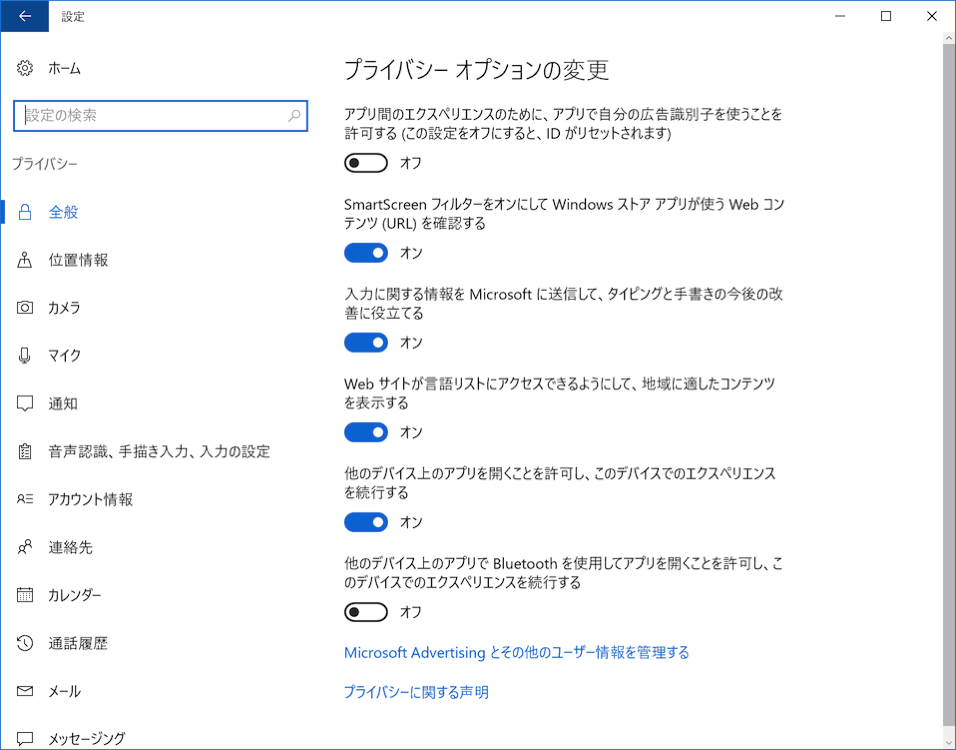 設定
ホーム
設定の検索
プライバシー
全般
位置情報
カメラ
マイク
通知
音声認識、手描き入力、入力の設定
アカウント情報
連絡先
カレンダー
通話履歴
メール
メッセージング
プライバシー オプションの変更
アプリ間のエクスペリエンスのために、アプリで自分の広告識別子を使うことを
許可する (この設定をオフにすると、ID がリセットされます)
オフ
SmartScreen フィルターをオンにして Windows ストア アプリが使う Web コン
テンツ (URL) を確認する
オン
入力に関する情報を Microsoft に送信して、タイピングと手書きの今後の改
善に役立てる
オン
Web サイトが言語リストにアクセスできるようにして、地域に適したコンテンツ
を表示する
オン
他のデバイス上のアプリを開くことを許可し、このデバイスでのエクスペリエンス
を続行する
オン
他のデバイス上のアプリで Bluetooth を使用してアプリを開くことを許可し、こ
のデバイスでのエクスペリエンスを続行する
オフ
Microsoft Advertising とその他のユーザー情報を管理する
プライバシーに関する声明